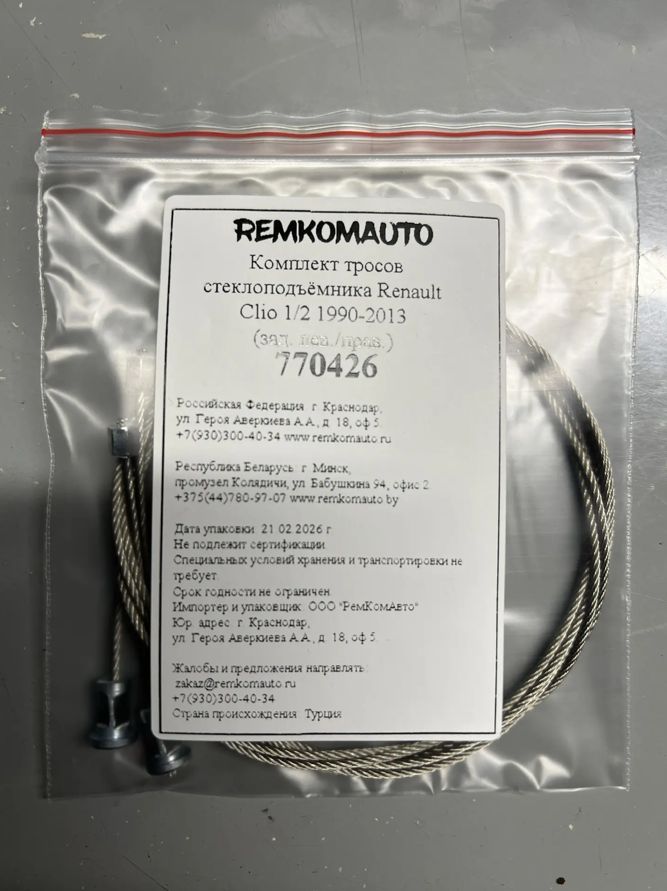 REMKOMAUTO
Комплект тросов
стеклоподъёмника Renault
Clio 1/2 1990-2013
(зад. лев./прав.)
770426
Российская Федерация г. Краснодар,
ул. Героя Аверкиева А.А., д. 18, оф 5.
+7(930)300-40-34 www.remkomauto.ru
Республика Беларусь г. Минск,
промузел Колядичи, ул. Бабушкина 94, офис 2.
+375(44)780-97-07 www.remkomauto.by
Дата упаковки 21.02.2026 г
Не подлежит сертификации.
Специальных условий хранения и транспортировки не
требует.
Срок годности не ограничен.
Импортер и упаковщик: ООО "РемКомАвто"
Юр. адрес: г. Краснодар,
ул. Героя Аверкиева А.А., д. 18, оф 5.
Жалобы и предложения направлять:
zakaz@remkomauto.ru
+7(930)300-40-34
Страна происхождения: Турция